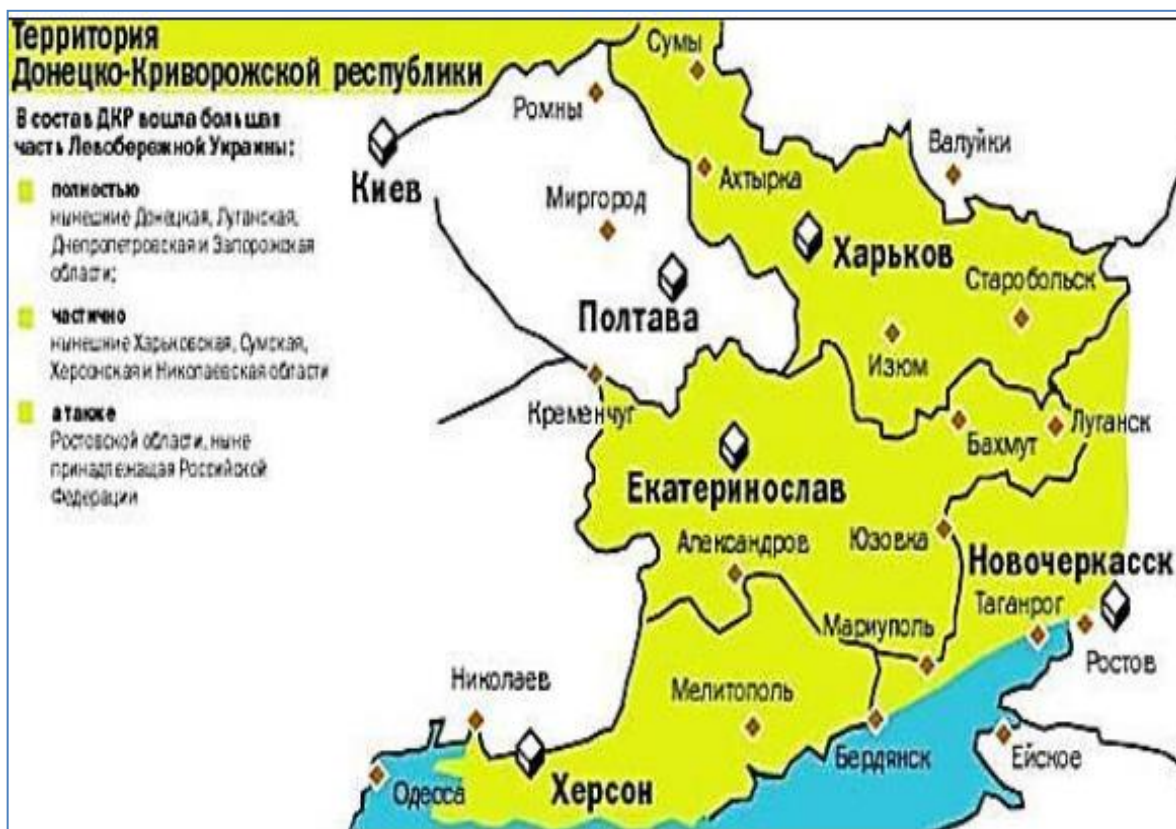 Территория
Донецко-Криворожской республики
В состав ДКР вошла большая
часть Левобережной Украины:
полностью
нынешние Донецкая, Луганская,
Днепропетровская и Запорожская
области;
частично
нынешние Харьковская, Сумская,
Херсонская и Николаевская области
а также
Ростовской области, ныне
принадлежащая Российской
Федерации
Сумы
Ромны
Валуйки
Киев
Ахтырка
Миргород
Харьков
Старобольск
Полтава
Изюм
Кременчуг
Бахмут
Луганск
Екатеринослав
Александров
Юзовка
Новочеркасск
Таганрог
Мариуполь
Ростов
Николаев
Мелитополь
Бердянск
Ейское
Одесса
Херсон